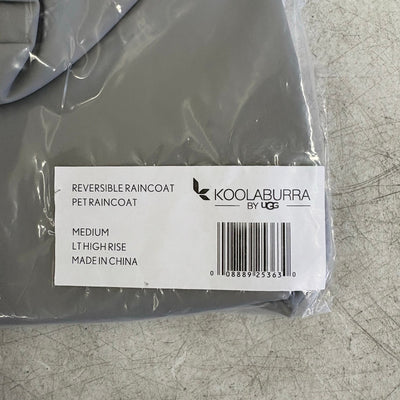 REVERSIBLE RAINCOAT
PET RAINCOAT
KOOLABURRA
BY UGG
MEDIUM
LT HIGH RISE
MADE IN CHINA
0 08889 25363 0